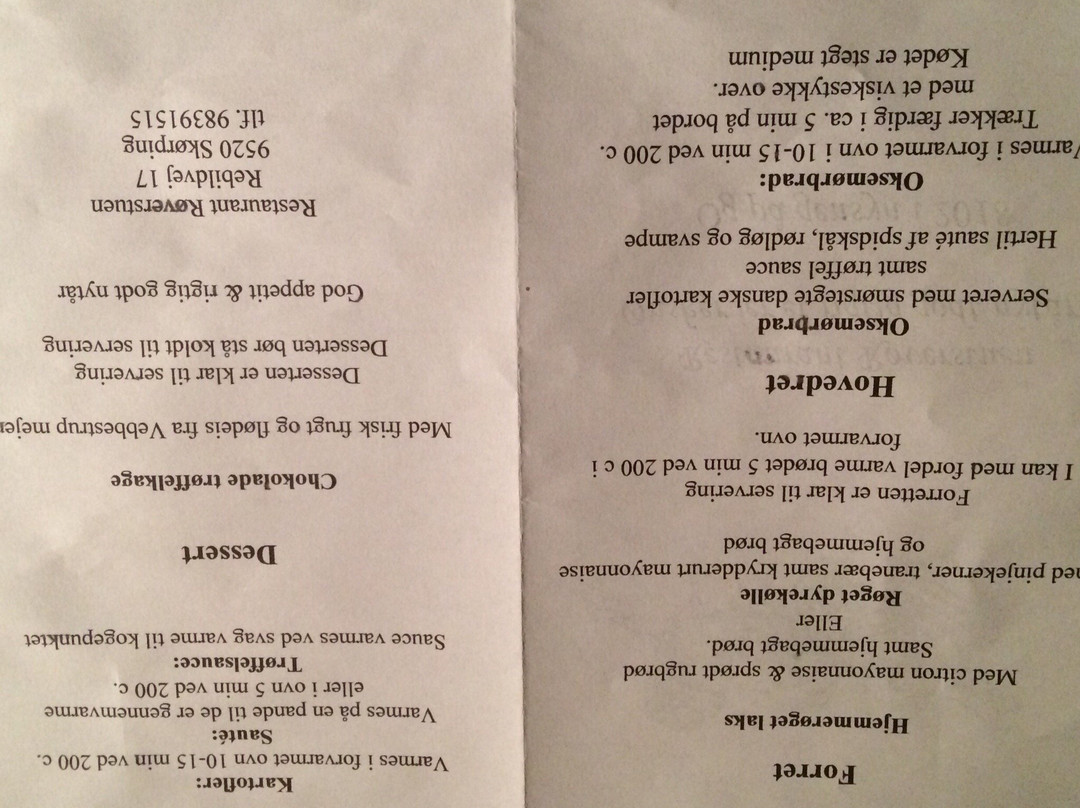 Forret
Hjemmerøget laks
Med citron mayonnaise & sprødt rugbrød
Samt hjemmebagt brød.
Eller
Røget dyrekølle
med pinjekerner, tranebær samt krydderurt mayonnaise
og hjemmebagt brød
Forretten er klar til servering
I kan med fordel varme brødet 5 min ved 200 c i
forvarmet ovn.
Hovedret
Oksemørbrad
Serveret med smørstegte danske kartofler
samt trøffel sauce
Hertil sauté af spidskål, rødløg og svampe
Oksemørbrad:
Varmes i forvarmet ovn i 10-15 min ved 200 c.
Trækker færdig i ca. 5 min på bordet
med et viskestykke over.
Kødet er stegt medium
Kartofler:
Varmes i forvarmet ovn 10-15 min ved 200 c.
Sauté:
Varmes på en pande til de er gennemvarme
eller i ovn 5 min ved 200 c.
Trøffelsauce:
Sauce varmes ved svag varme til kogepunktet
Dessert
Chokolade trøffelkage
Med frisk frugt og flødeis fra Vebbestrup mejer
Desserten er klar til servering
Desserten bør stå koldt til servering
God appetit & rigtig godt nytår
Restaurant Røverstuen
Rebildvej 17
9520 Skørping
tlf. 98391515